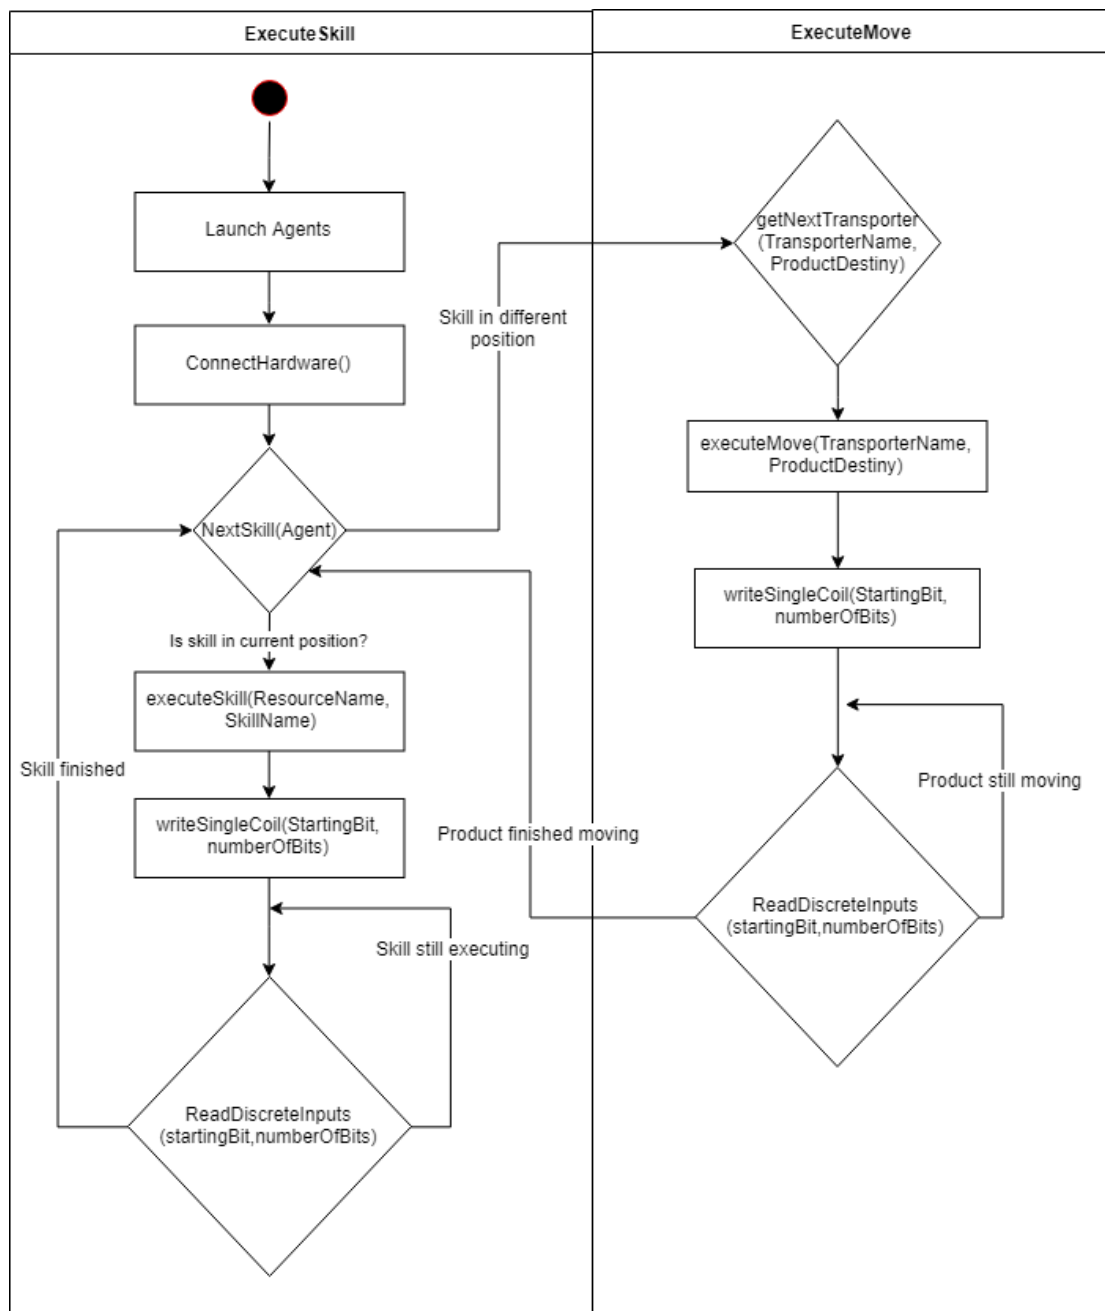 ExecuteSkill
Launch Agents
ConnectHardware()
NextSkill(Agent)
Is skill in current position?
executeSkill(ResourceName,
SkillName)
Skill finished
writeSingleCoil(StartingBit,
numberOfBits)
Skill still executing
ReadDiscreteInputs
(startingBit,numberOfBits)
Skill in different
position
Product finished moving
ExecuteMove
getNextTransporter
(TransporterName,
ProductDestiny)
executeMove(TransporterName,
ProductDestiny)
writeSingleCoil(StartingBit,
numberOfBits)
Product still moving
ReadDiscreteInputs
(startingBit,numberOfBits)